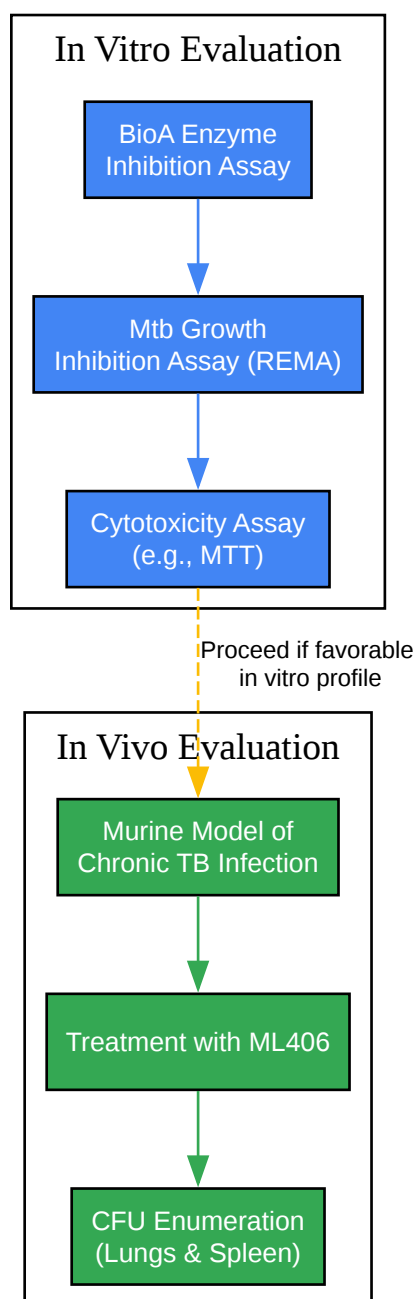 In Vitro Evaluation
BioA Enzyme
Inhibition Assay
Mtb Growth
Inhibition Assay (REMA)
Cytotoxicity Assay
(e.g., MTT)
Proceed if favorable
in vitro profile
In Vivo Evaluation
Murine Model of
Chronic TB Infection
Treatment with ML406
CFU Enumeration
(Lungs & Spleen)